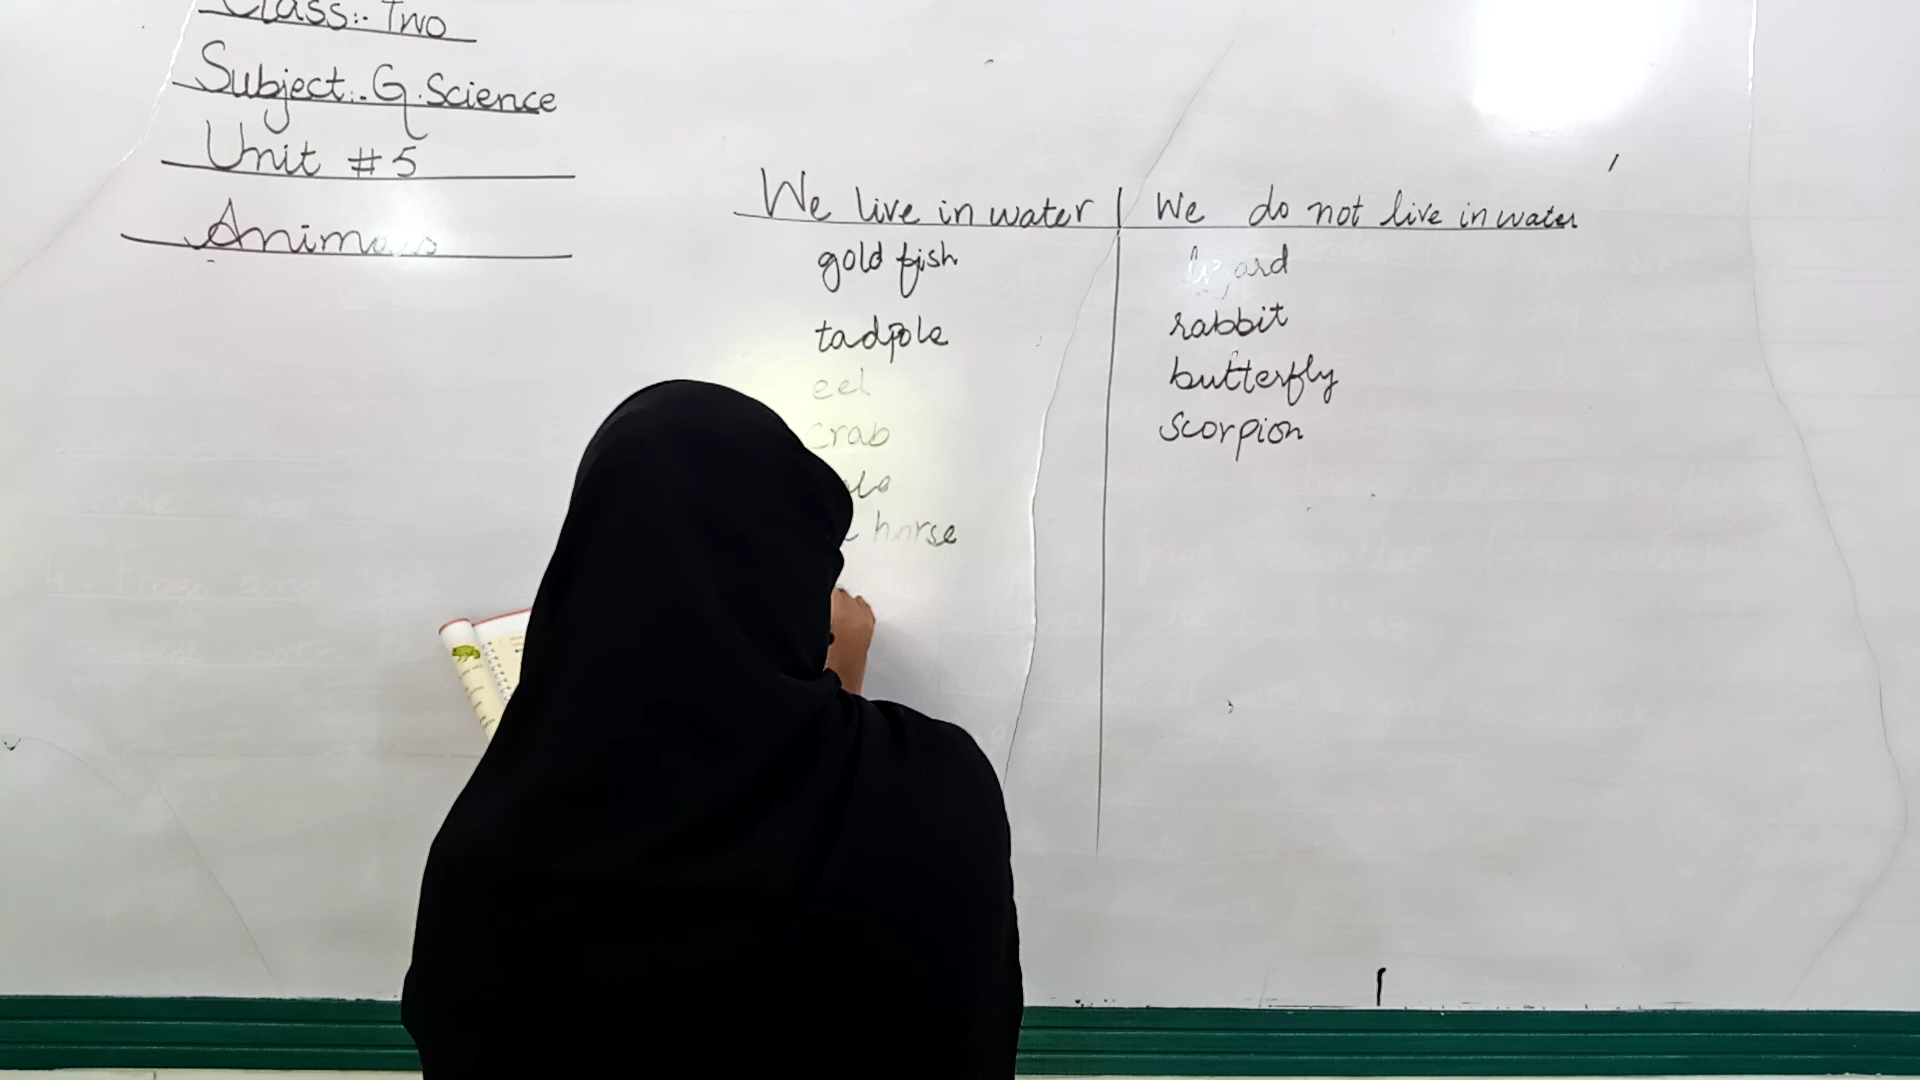 Class:- Two
Subject:- G.Science
Unit #5
Animals
We live in water | We do not live in water
gold fish lizard
tadpole rabbit
eel butterfly
crab scorpion
horse